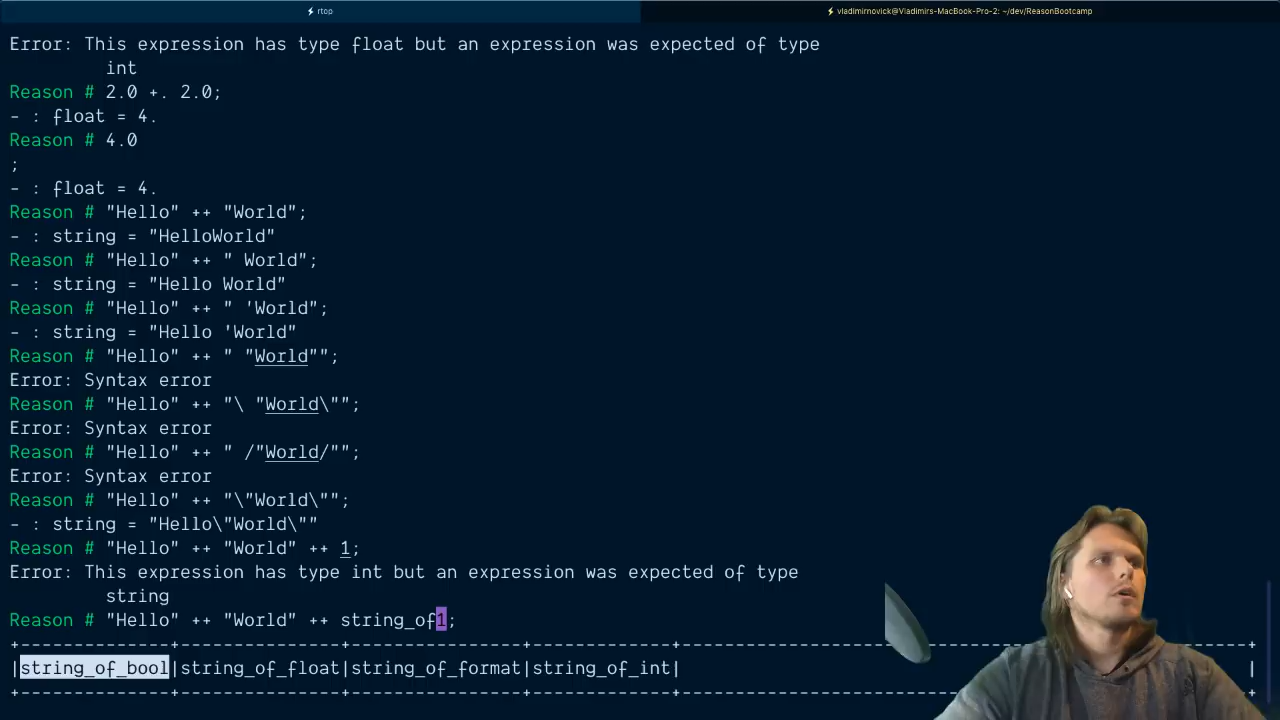 ⚡ rtop
⚡ vladimirnovick@Vladimirs-MacBook-Pro-2: ~/dev/ReasonBootcamp
Error: This expression has type float but an expression was expected of type
int
Reason # 2.0 +. 2.0;
- : float = 4.
Reason # 4.0
;
- : float = 4.
Reason # "Hello" ++ "World";
- : string = "HelloWorld"
Reason # "Hello" ++ " World";
- : string = "Hello World"
Reason # "Hello" ++ " 'World";
- : string = "Hello 'World"
Reason # "Hello" ++ " "World"";
Error: Syntax error
Reason # "Hello" ++ "\ "World\"";
Error: Syntax error
Reason # "Hello" ++ " /"World/"";
Error: Syntax error
Reason # "Hello" ++ "\"World\"";
- : string = "Hello\"World\""
Reason # "Hello" ++ "World" ++ 1;
Error: This expression has type int but an expression was expected of type
string
Reason # "Hello" ++ "World" ++ string_of1;
|string_of_bool|string_of_float|string_of_format|string_of_int| |